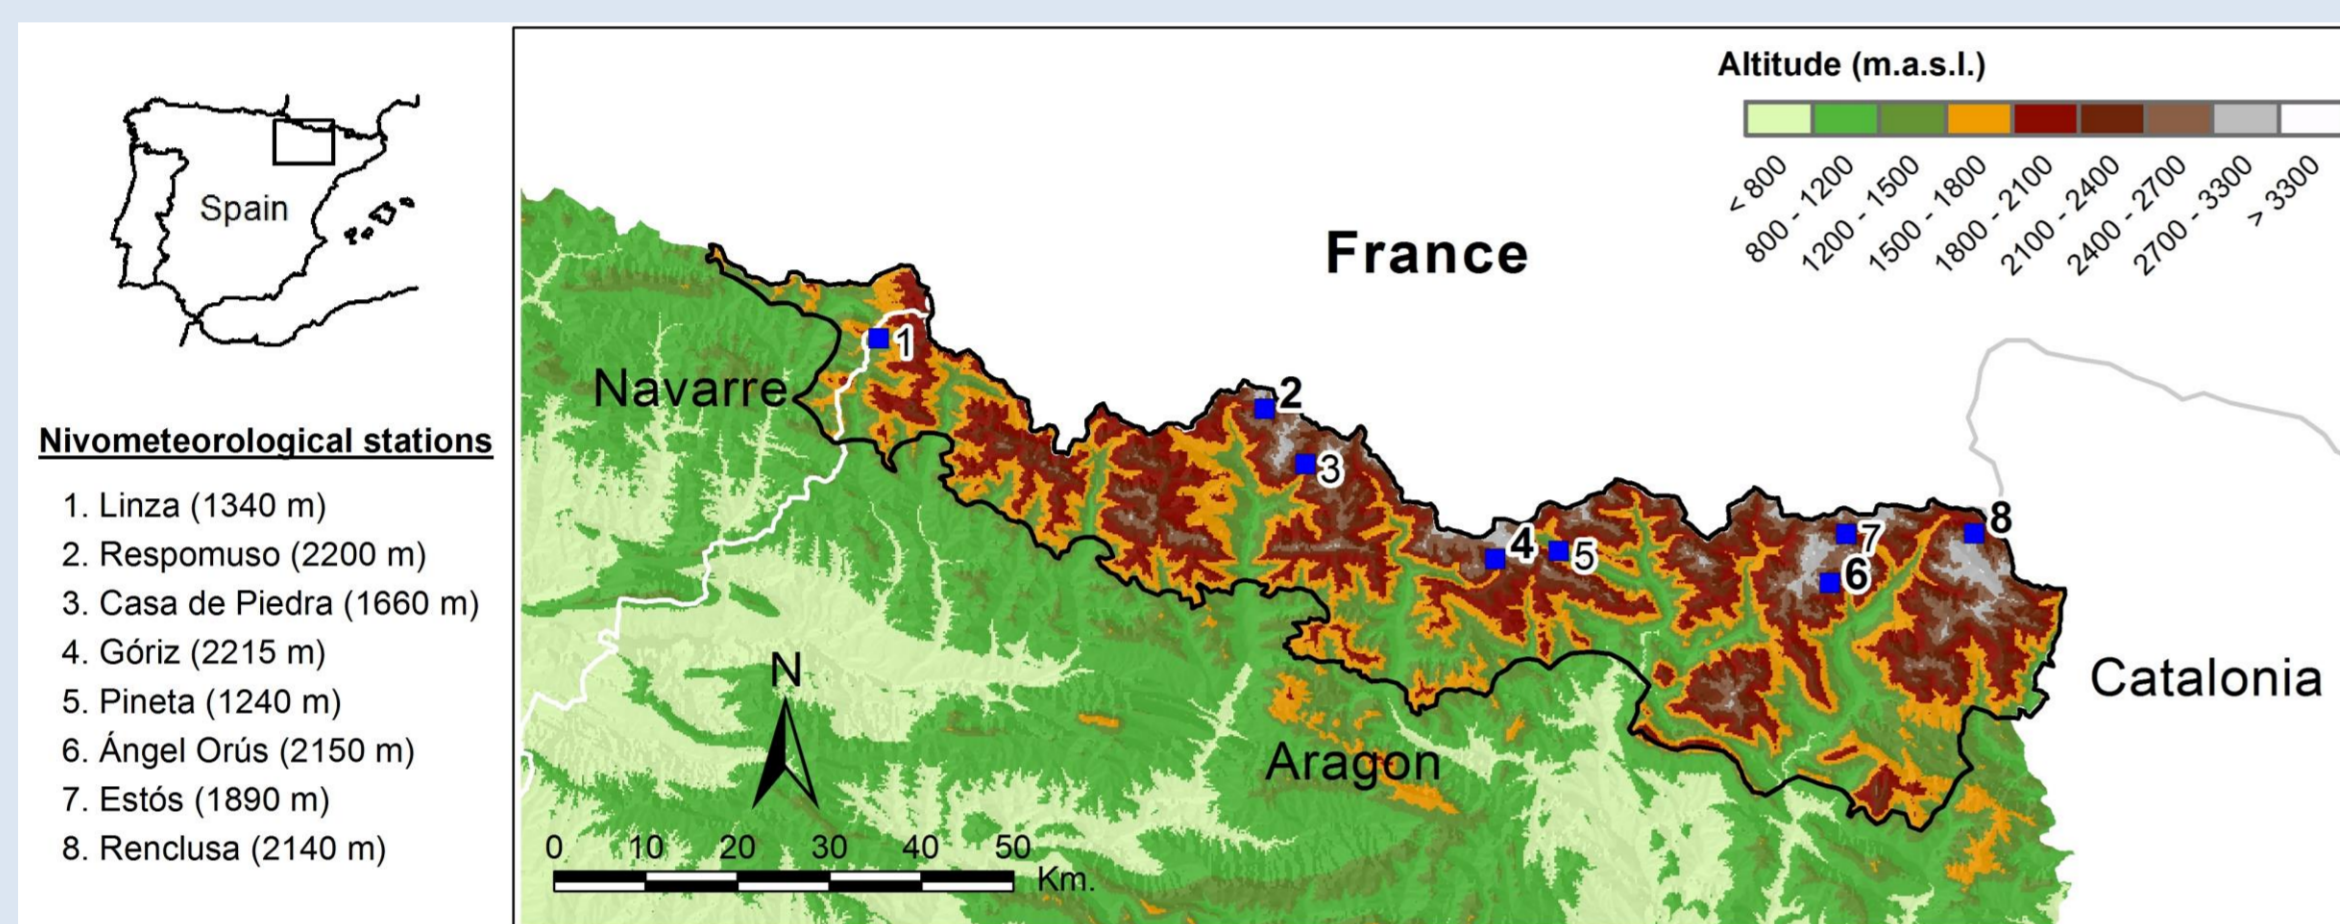 Spain
Nivometeorological stations
1. Linza (1340 m)
2. Respomuso (2200 m)
3. Casa de Piedra (1660 m)
4. Góriz (2215 m)
5. Pineta (1240 m)
6. Ángel Orús (2150 m)
7. Estós (1890 m)
8. Renclusa (2140 m)
Altitude (m.a.s.l.)
< 800
800 - 1200
1200 - 1500
1500 - 1800
1800 - 2100
2100 - 2400
2400 - 2700
2700 - 3300
> 3300
France
1
Navarre
2
3
4
5
6
7
8
Catalonia
Aragon
N
0 10 20 30 40 50
Km.